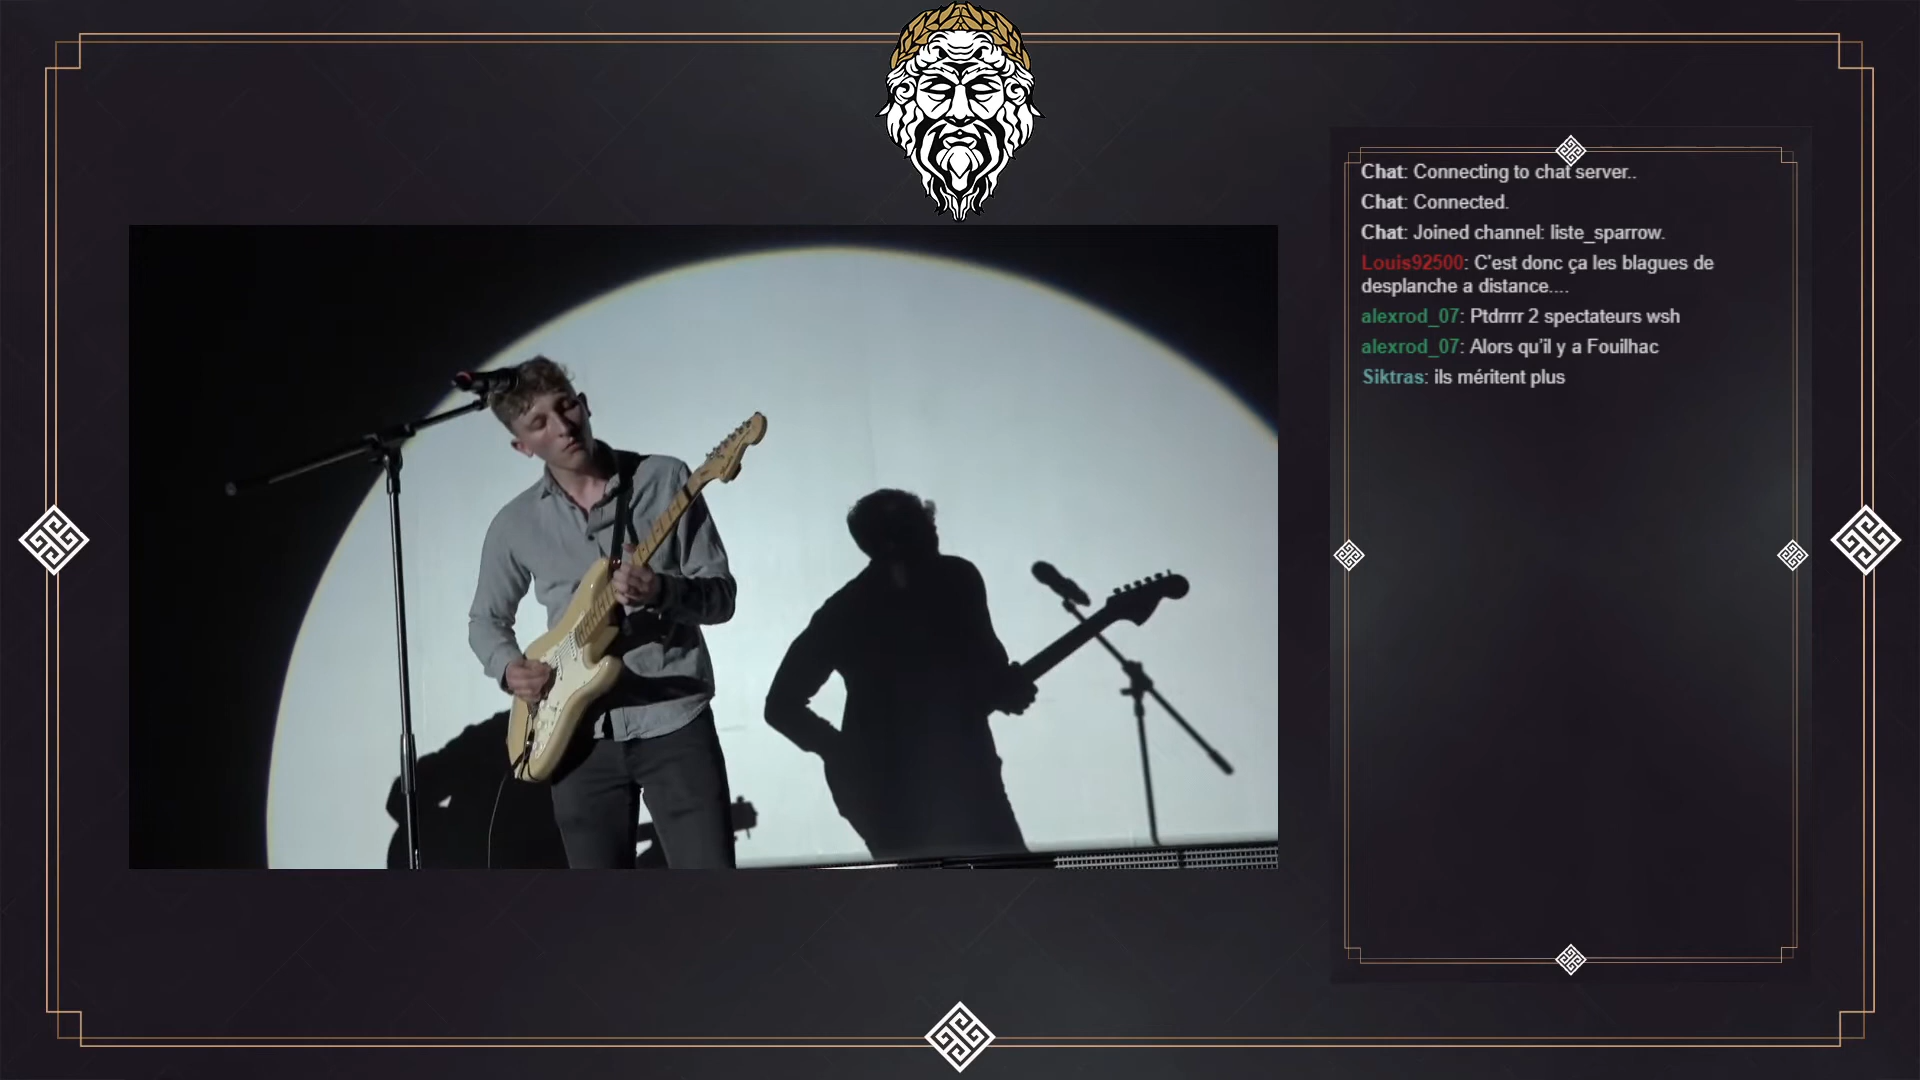 Chat: Connecting to chat server..
Chat: Connected.
Chat: Joined channel: liste_sparrow.
Louis92500: C'est donc ça les blagues de
desplanche a distance....
alexrod_07: Ptdrrrr 2 spectateurs wsh
alexrod_07: Alors qu'il y a Fouilhac
Siktras: ils méritent plus